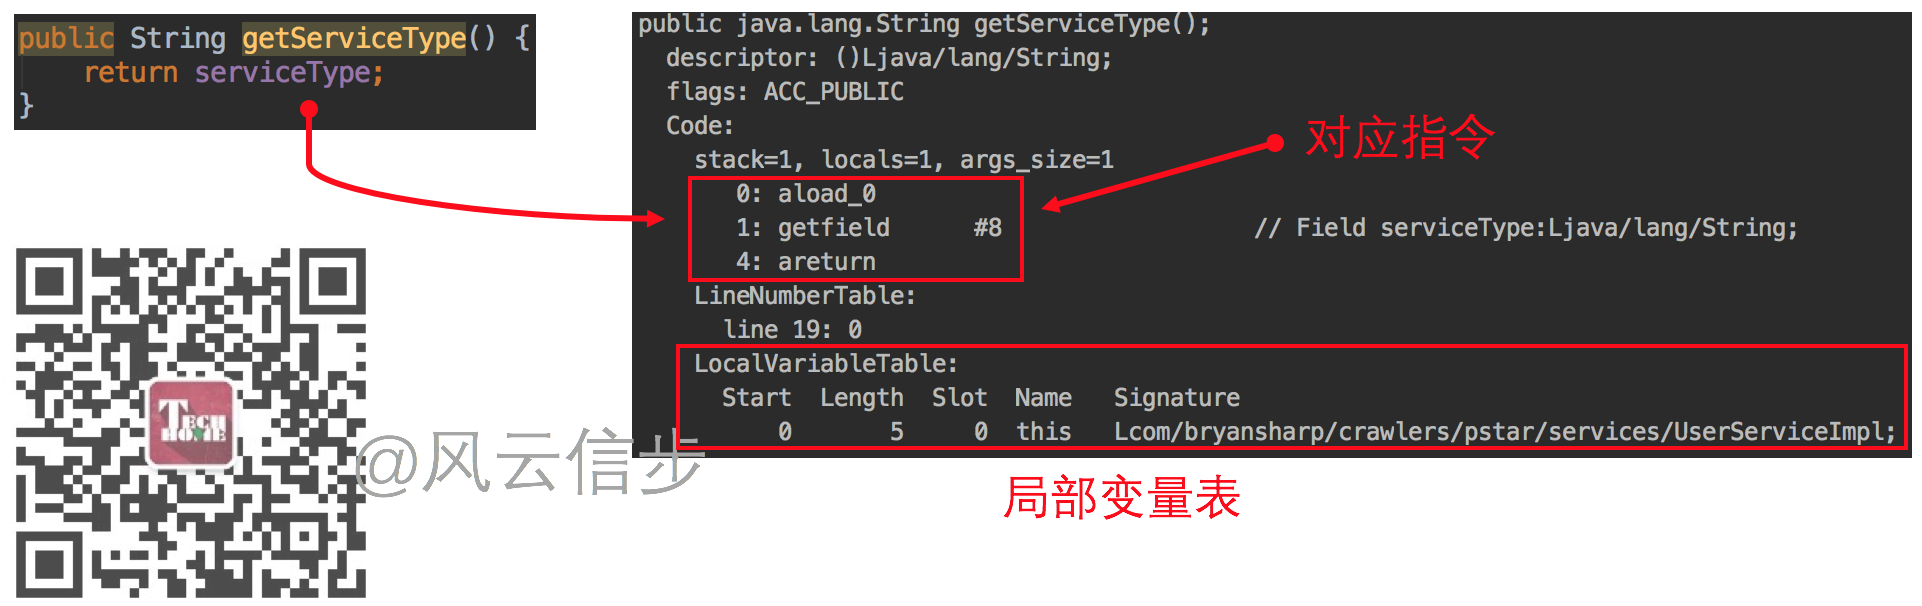 public String getServiceType() {
return serviceType;
}
public java.lang.String getServiceType();
descriptor: ()Ljava/lang/String;
flags: ACC_PUBLIC
Code:
stack=1, locals=1, args_size=1
0: aload_0
1: getfield #8 // Field serviceType:Ljava/lang/String;
4: areturn
LineNumberTable:
line 19: 0
LocalVariableTable:
Start Length Slot Name Signature
0 5 0 this Lcom/bryansharp/crawlers/pstar/services/UserServiceImpl;
对应指令
局部变量表
TECH
HOME
@风云信步